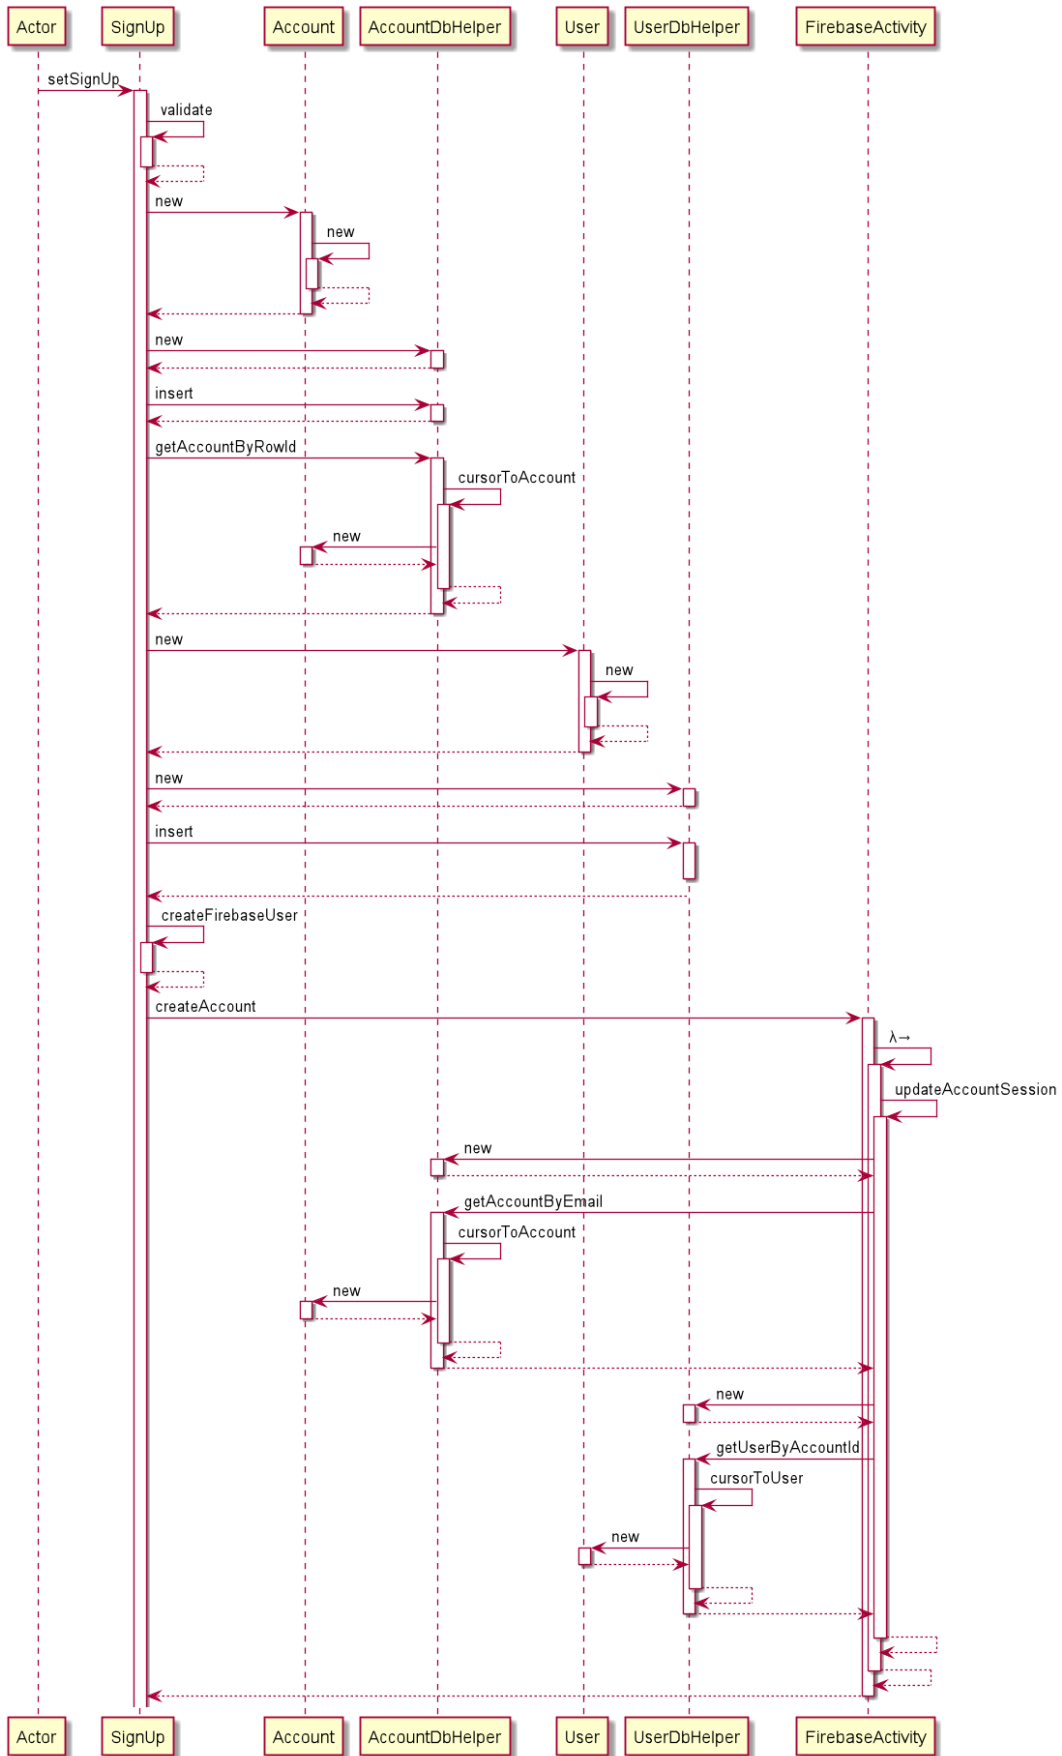 Actor SignUp Account AccountDbHelper User UserDbHelper FirebaseActivity
setSignUp
validate
new
new
new
insert
getAccountByRowId
cursorToAccount
new
new
new
new
insert
createFirebaseUser
createAccount
λ→
updateAccountSession
new
getAccountByEmail
cursorToAccount
new
new
getUserByAccountId
cursorToUser
new
Actor SignUp Account AccountDbHelper User UserDbHelper FirebaseActivity